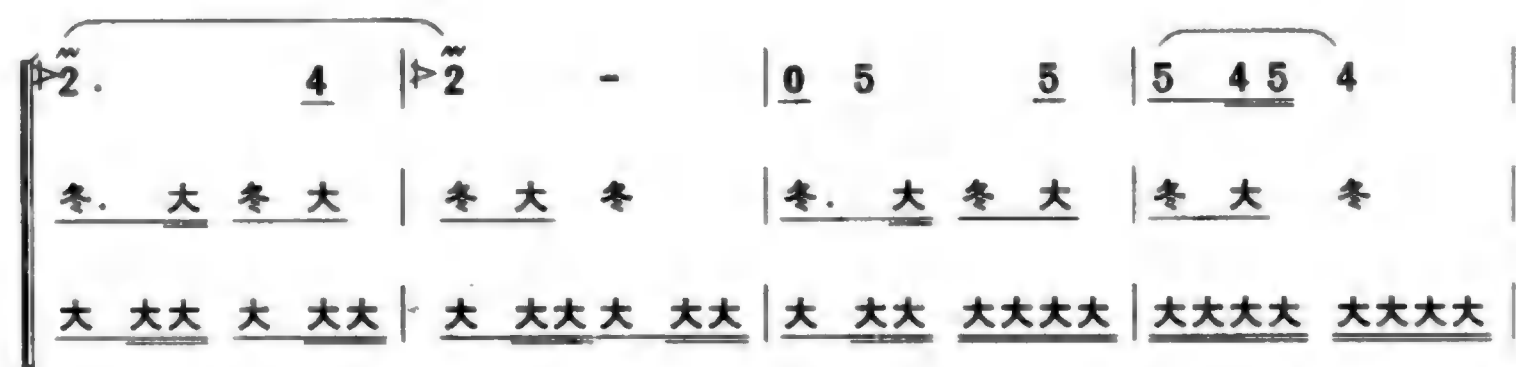 2. 4 | 2 - | 0 5 5 | 5 4 5 4 |
冬. 大 冬 大 | 冬 大 冬 | 冬. 大 冬 大 | 冬 大 冬 |
大 大大 大 大大 | 大 大大 大 大大 | 大 大大 大大大大 | 大大大大 大大大大 |